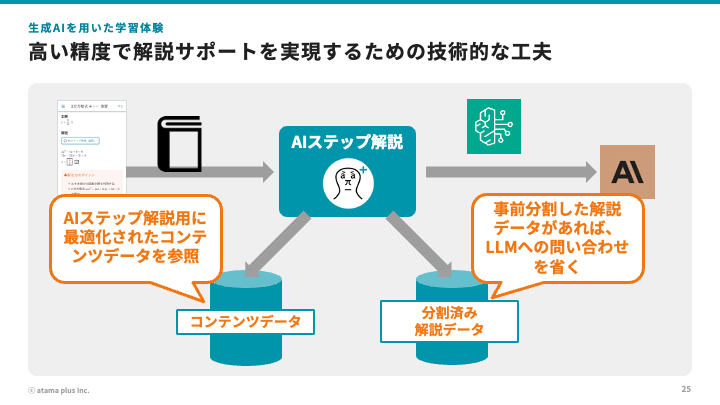 生成AIを用いた学習体験
高い精度で解説サポートを実現するための技術的な工夫
AIステップ解説
AIステップ解説用に
最適化されたコンテ
ンツデータを参照
事前分割した解説
データがあれば、
LLMへの問い合わせ
を省く
コンテンツデータ
分割済み
解説データ
atama plus Inc.
25